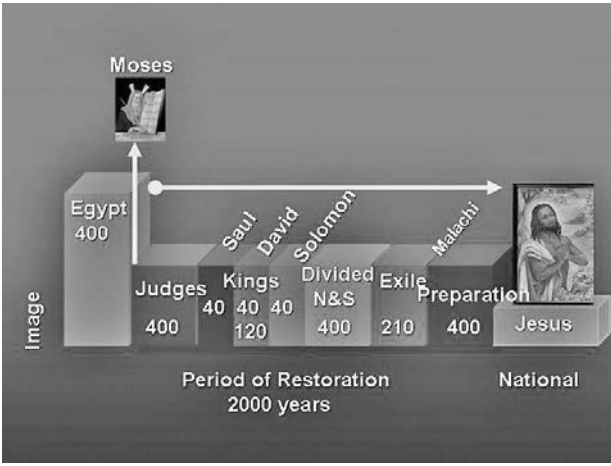 Moses
Egypt
400
Saul
David
Solomon
Malachi
Judges
400
40
Kings
40 40
120
Divided
N&S
400
Exile
210
Preparation
400
Jesus
Image
Period of Restoration
2000 years
National